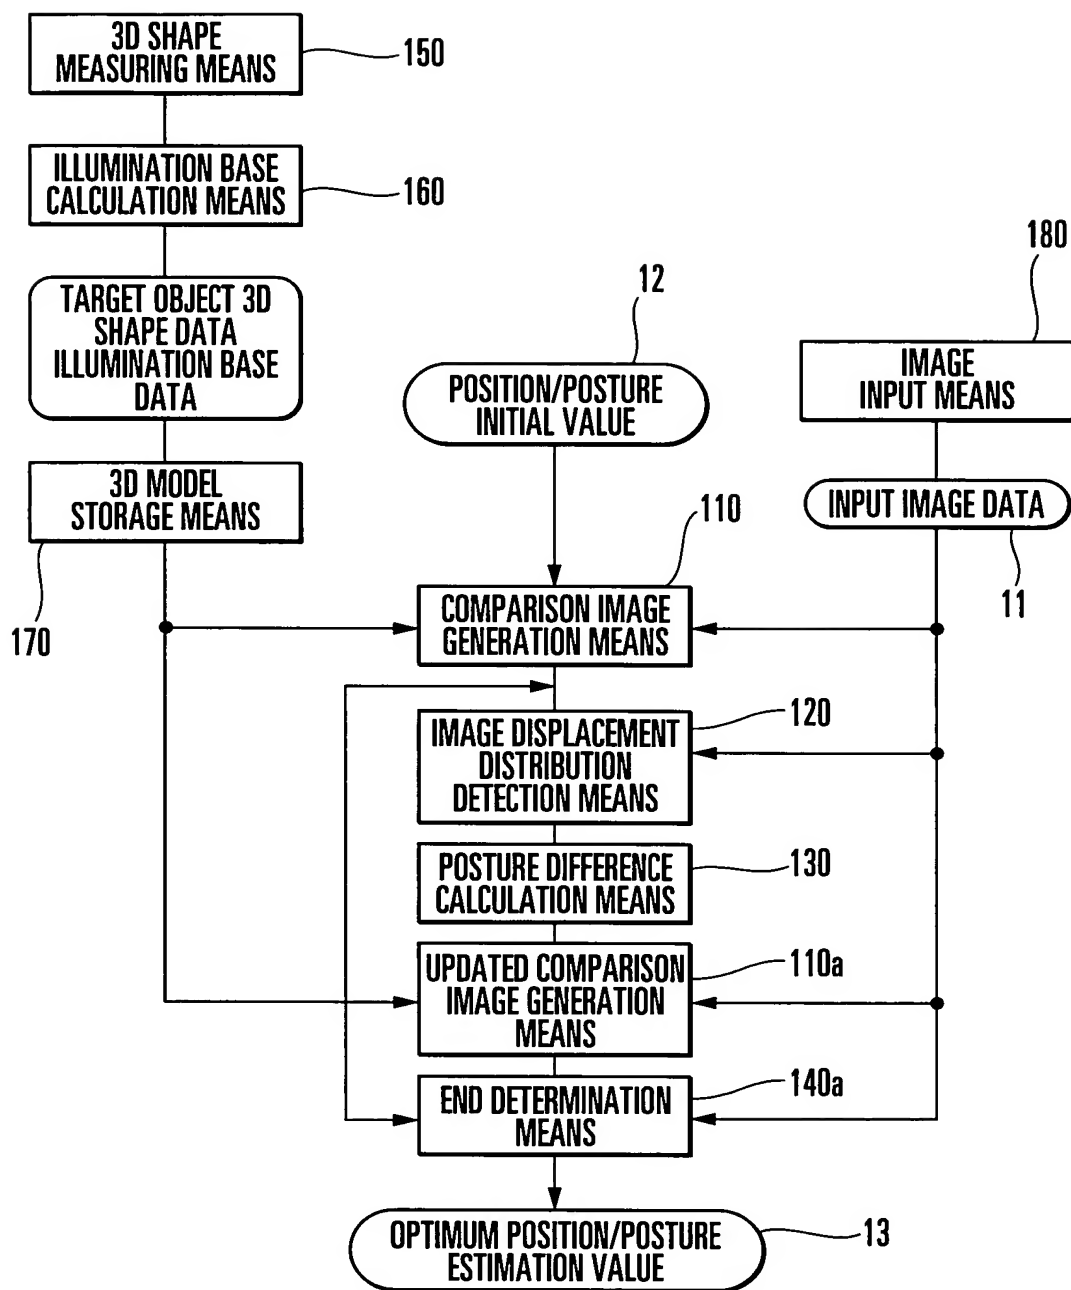 3D SHAPE
MEASURING MEANS
150
ILLUMINATION BASE
CALCULATION MEANS
160
TARGET OBJECT 3D
SHAPE DATA
ILLUMINATION BASE
DATA
3D MODEL
STORAGE MEANS
170
12
POSITION/POSTURE
INITIAL VALUE
180
IMAGE
INPUT MEANS
INPUT IMAGE DATA
11
110
COMPARISON IMAGE
GENERATION MEANS
120
IMAGE DISPLACEMENT
DISTRIBUTION
DETECTION MEANS
130
POSTURE DIFFERENCE
CALCULATION MEANS
110a
UPDATED COMPARISON
IMAGE GENERATION
MEANS
140a
END DETERMINATION
MEANS
13
OPTIMUM POSITION/POSTURE
ESTIMATION VALUE